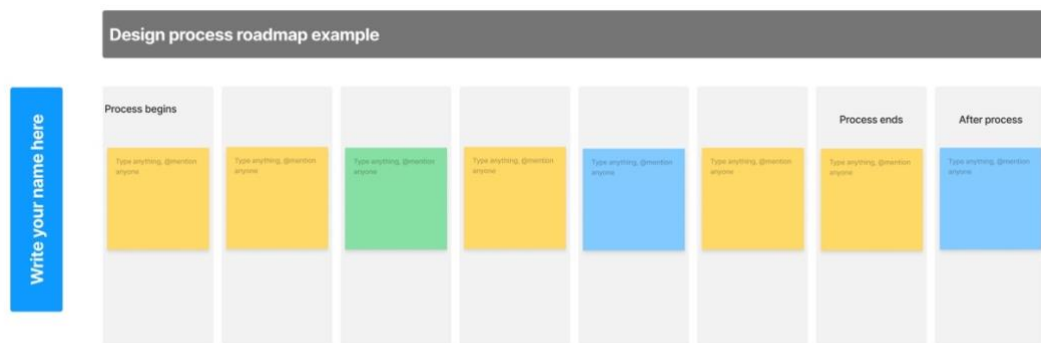 Design process roadmap example
Write your name here
Process begins
Process ends
After process
Type anything, @mention
anyone
Type anything, @mention
anyone
Type anything, @mention
anyone
Type anything, @mention
anyone
Type anything, @mention
anyone
Type anything, @mention
anyone
Type anything, @mention
anyone
Type anything, @mention
anyone